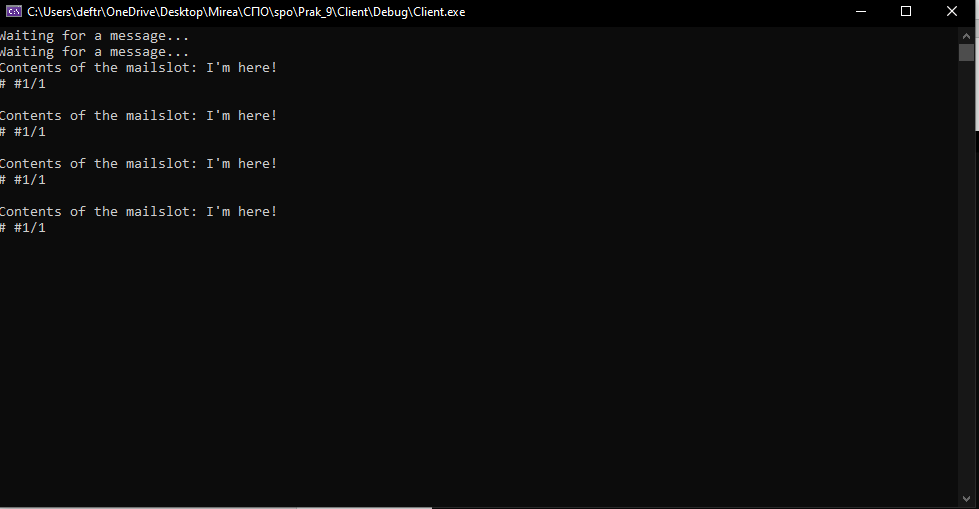 C:\Users\deftr\OneDrive\Desktop\Mirea\СПО\spo\Prak_9\Client\Debug\Client.exe
Waiting for a message...
Waiting for a message...
Contents of the mailslot: I'm here!
# #1/1
Contents of the mailslot: I'm here!
# #1/1
Contents of the mailslot: I'm here!
# #1/1
Contents of the mailslot: I'm here!
# #1/1